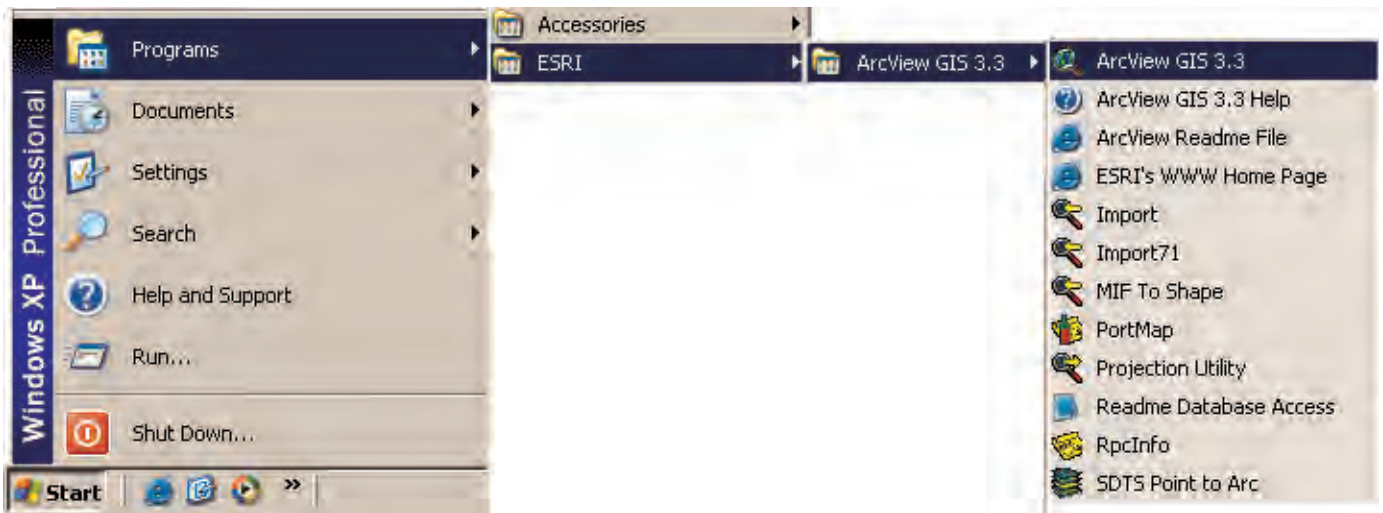 Windows XP Professional
Programs
Documents
Settings
Search
Help and Support
Run...
Shut Down...
Start
»
Accessories
ESRI
ArcView GIS 3.3
ArcView GIS 3.3
ArcView GIS 3.3 Help
ArcView Readme File
ESRI's WWW Home Page
Import
Import71
MIF To Shape
PortMap
Projection Utility
Readme Database Access
RpcInfo
SDTS Point to Arc